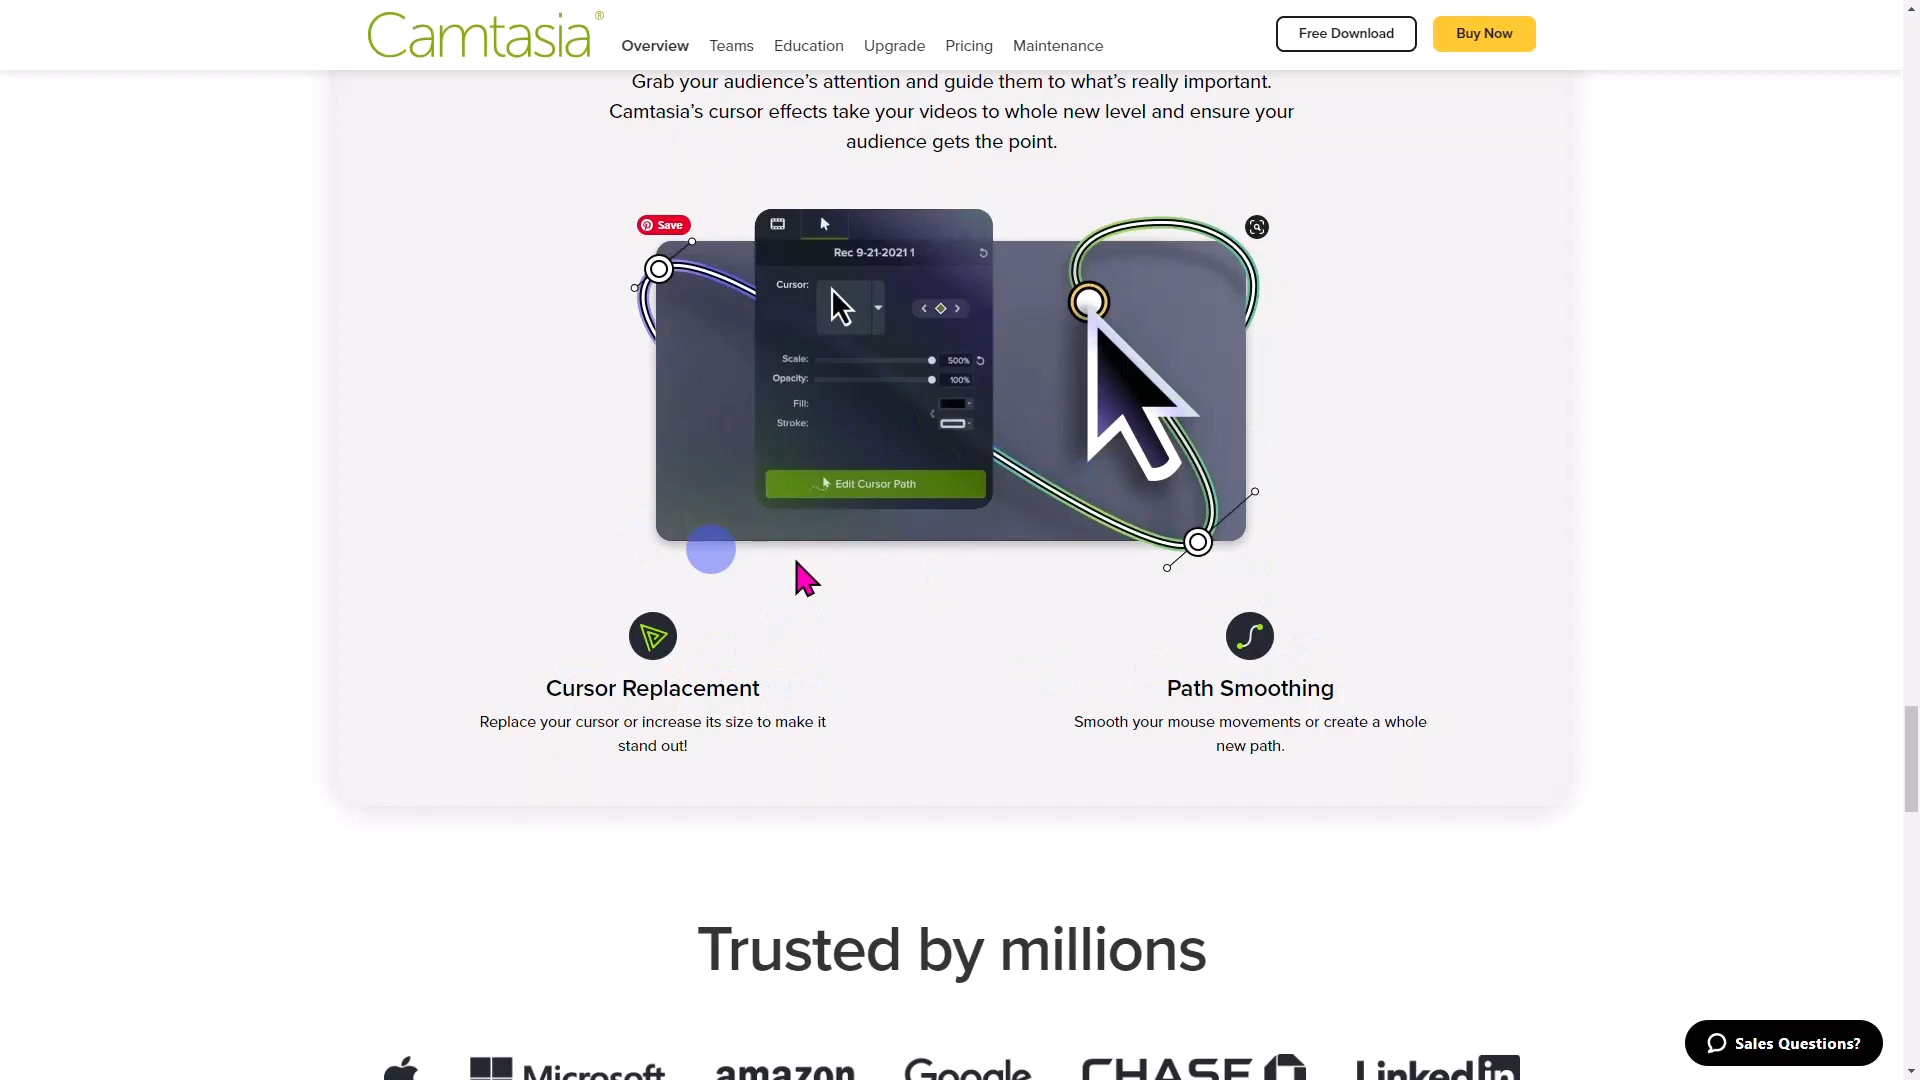 Camtasia®
Overview Teams Education Upgrade Pricing Maintenance
Free Download
Buy Now
Grab your audience’s attention and guide them to what’s really important.
Camtasia’s cursor effects take your videos to whole new level and ensure your
audience gets the point.
Save
Rec 9-21-2021 1
Cursor:
Scale: 500%
Opacity: 100%
Fill:
Stroke:
Edit Cursor Path
Cursor Replacement
Replace your cursor or increase its size to make it
stand out!
Path Smoothing
Smooth your mouse movements or create a whole
new path.
Trusted by millions
Microsoft amazon Google CHASE LinkedIn
Sales Questions?